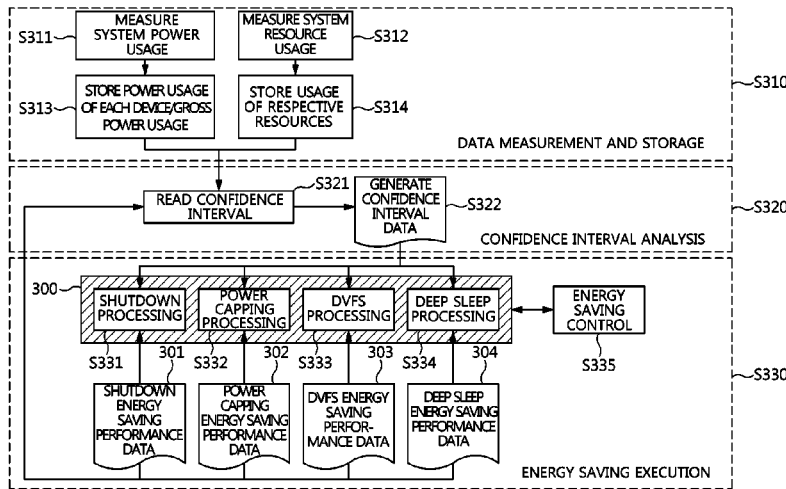 MEASURE
SYSTEM POWER
USAGE
S311
MEASURE SYSTEM
RESOURCE
USAGE
S312
STORE POWER USAGE
OF EACH DEVICE/GROSS
POWER USAGE
S313
STORE USAGE
OF RESPECTIVE
RESOURCES
S314
S310
DATA MEASUREMENT AND STORAGE
READ CONFIDENCE
INTERVAL
S321
GENERATE
CONFIDENCE
INTERVAL
DATA
S322
S320
CONFIDENCE INTERVAL ANALYSIS
300
SHUTDOWN
PROCESSING
POWER
CAPPING
PROCESSING
DVFS
PROCESSING
DEEP SLEEP
PROCESSING
ENERGY
SAVING
CONTROL
S331
301
S332
302
S333
303
S334
304
S335
S330
SHUTDOWN
ENERGY
SAVING
PERFORMANCE
DATA
POWER
CAPPING
ENERGY SAVING
PERFORMANCE
DATA
DVFS ENERGY
SAVING
PERFOR-
MANCE DATA
DEEP SLEEP
ENERGY SAVING
PERFORMANCE
DATA
ENERGY SAVING EXECUTION